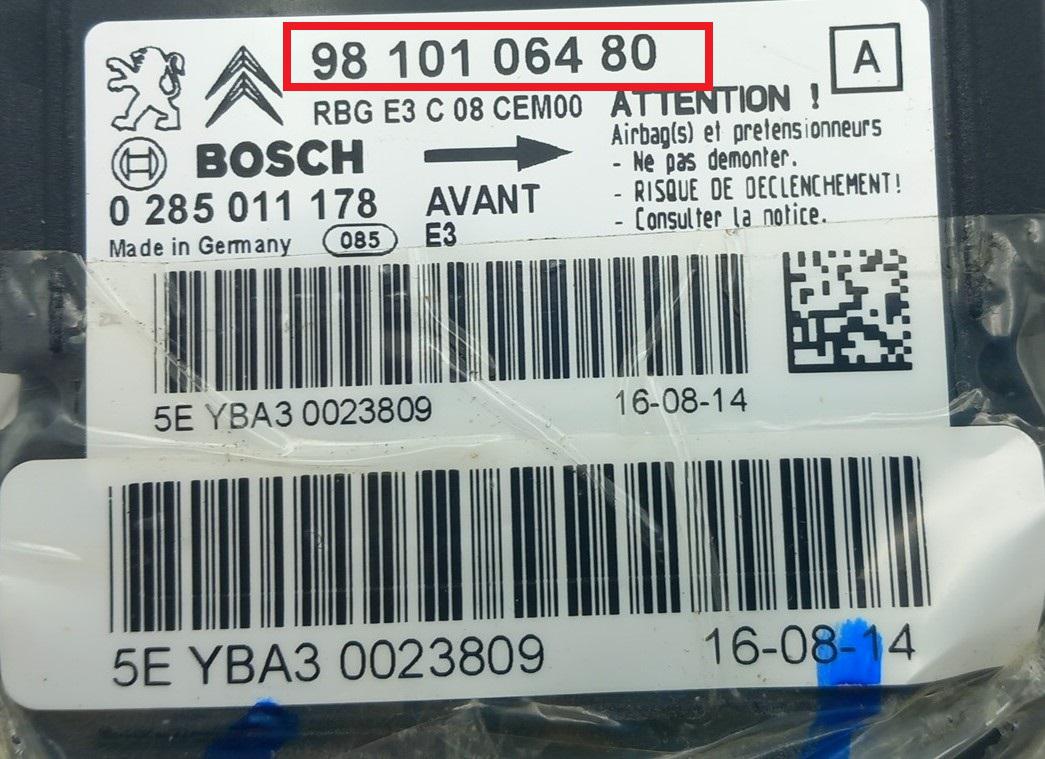 98 101 064 80
A
RBG E3 C 08 CEM00
ATTENTION !
Airbag(s) et pretensionneurs
- Ne pas demonter.
- RISQUE DE DECLENCHEMENT!
- Consulter la notice.
BOSCH
0 285 011 178
AVANT
Made in Germany
085
E3
5E YBA3 0023809
16-08-14
5E YBA3 0023809
16-08-14